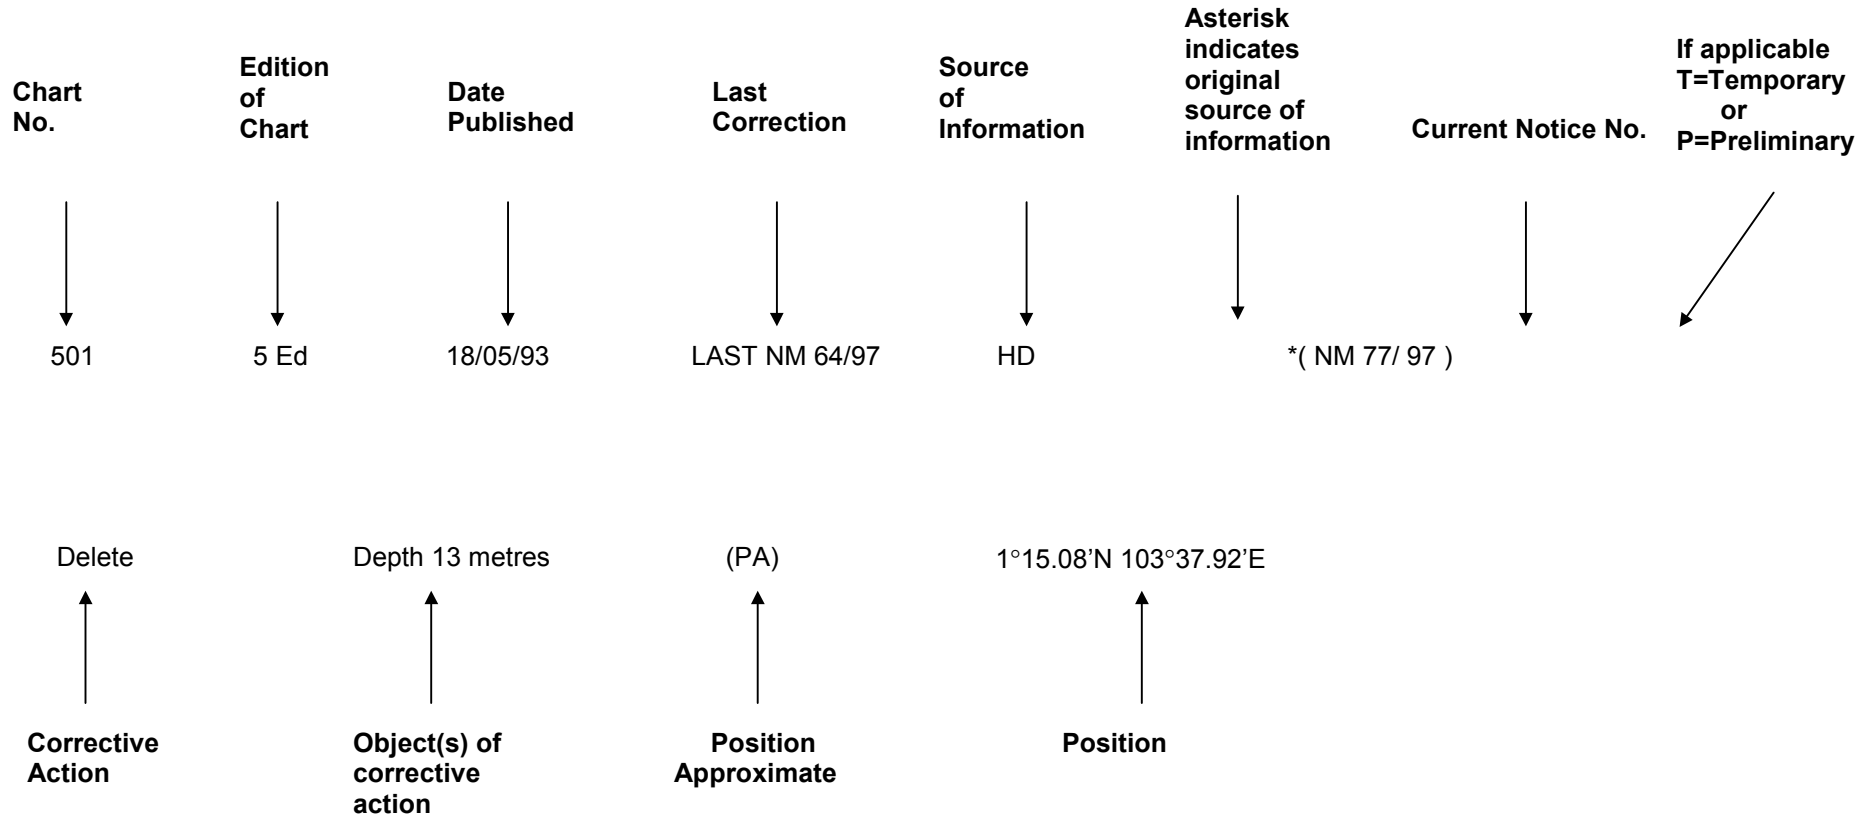 Chart
No.
Edition
of
Chart
Date
Published
Last
Correction
Source
of
Information
Asterisk
indicates
original
source of
information
Current Notice No.
If applicable
T=Temporary
or
P=Preliminary
501 5 Ed 18/05/93 LAST NM 64/97 HD *( NM 77/ 97 )
Delete Depth 13 metres (PA) 1°15.08’N 103°37.92’E
Corrective
Action
Object(s) of
corrective
action
Position
Approximate
Position